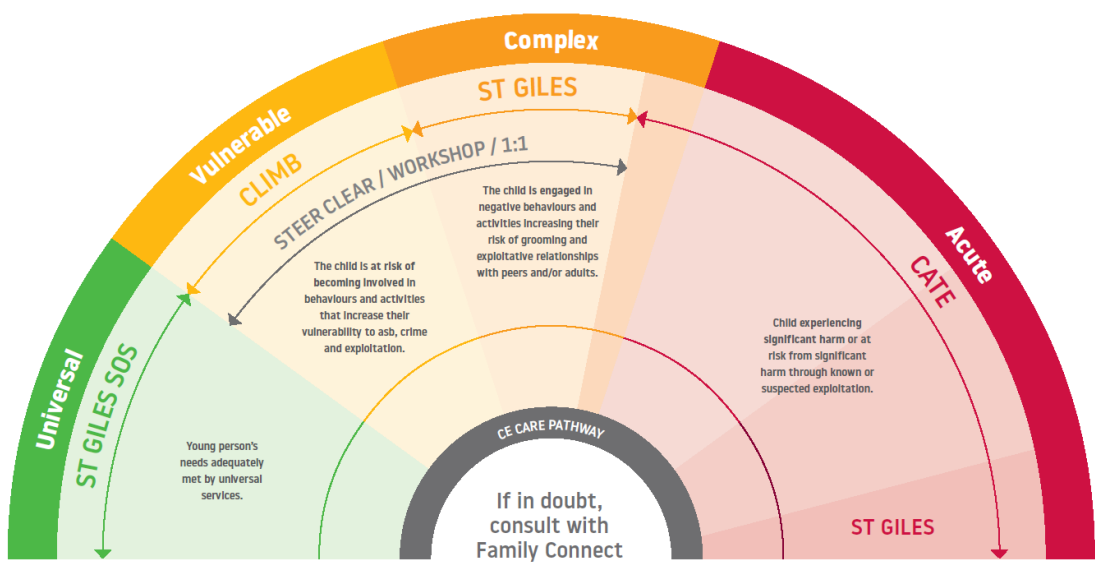 Universal
Vulnerable
Complex
Acute
ST GILES SOS
CLIMB
ST GILES
CATE
STEER CLEAR / WORKSHOP / 1:1
Young person's
needs adequately
met by universal
services.
The child is at risk of
becoming involved in
behaviours and activities
that increase their
vulnerability to asb, crime
and exploitation.
The child is engaged in
negative behaviours and
activities increasing their
risk of grooming and
exploitative relationships
with peers and/or adults.
Child experiencing
significant harm or at
risk from significant
harm through known or
suspected exploitation.
ST GILES
CE CARE PATHWAY
If in doubt,
consult with
Family Connect